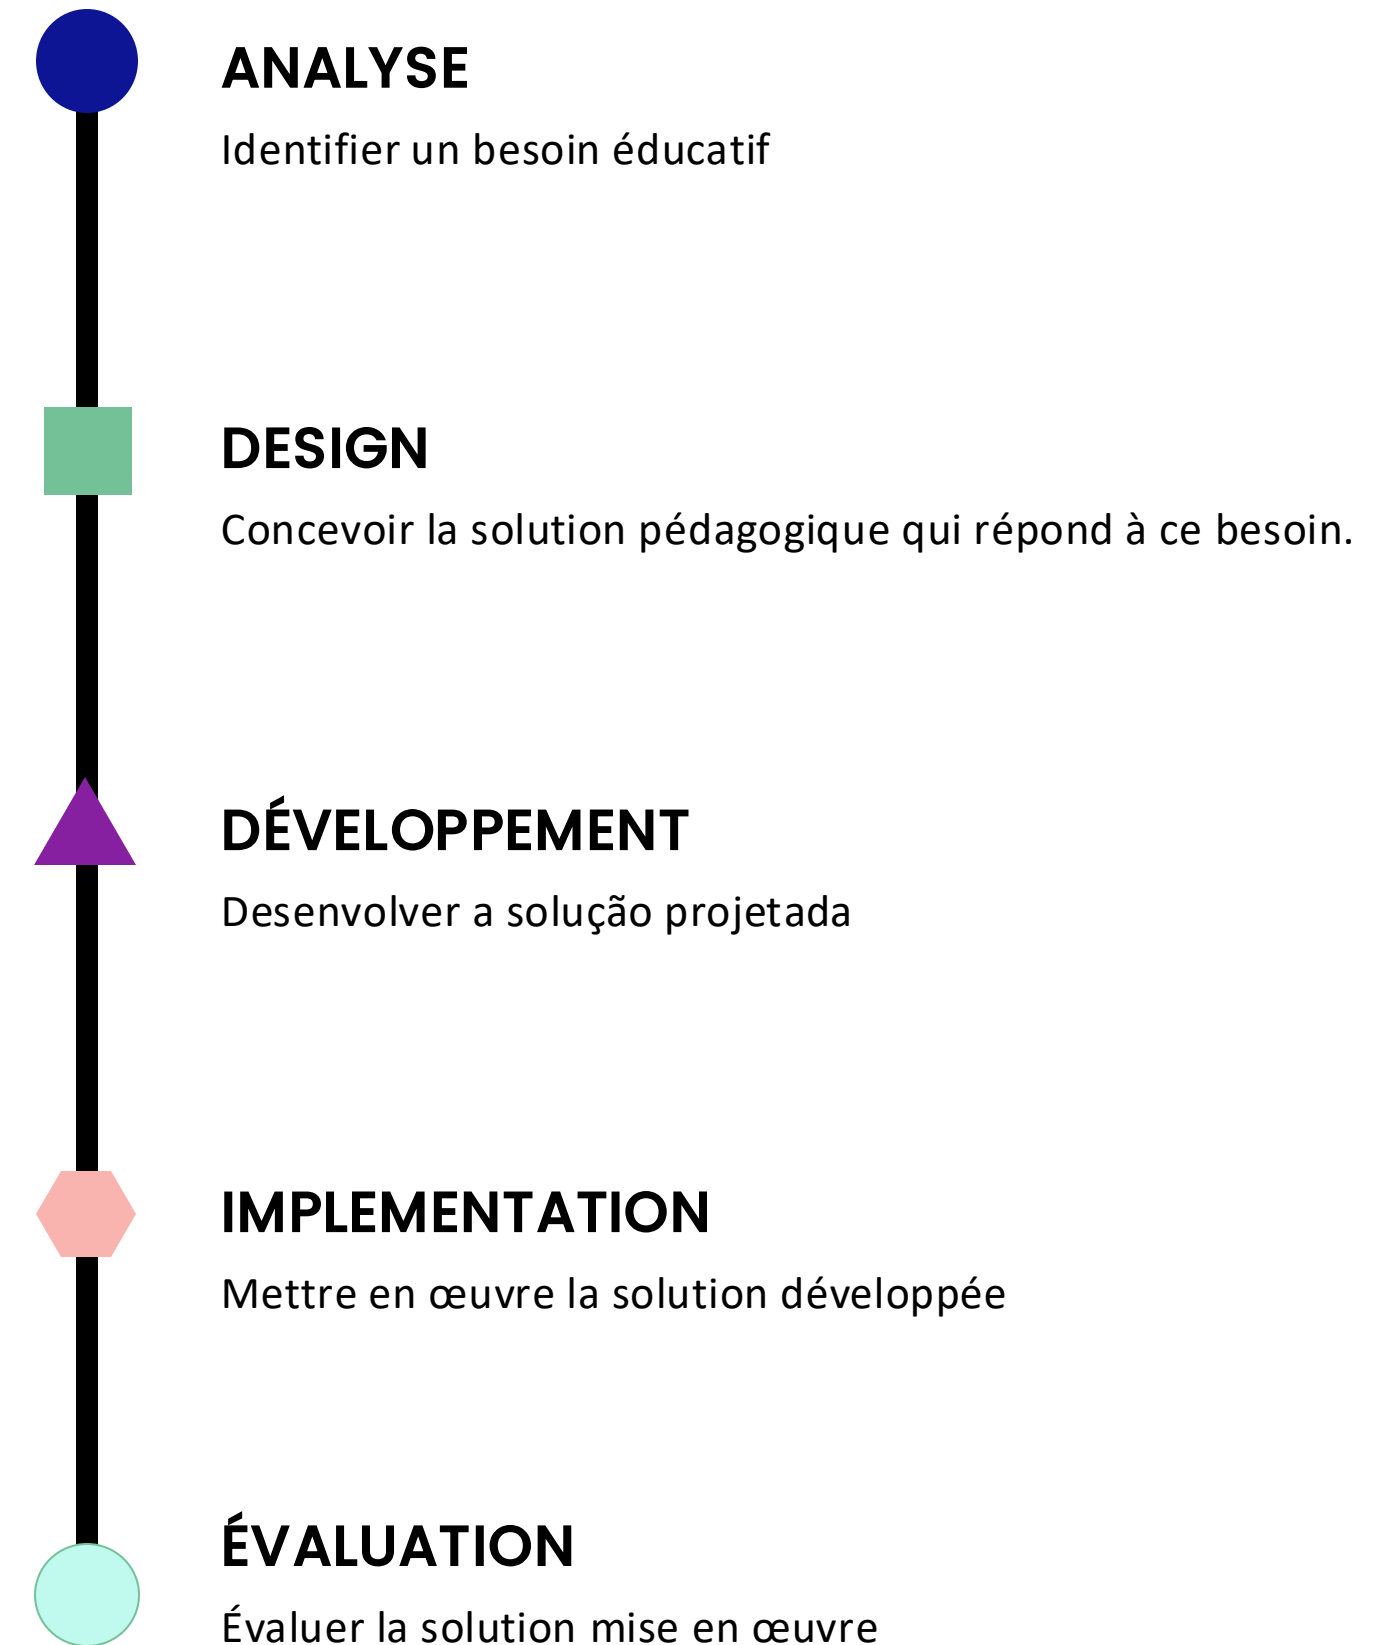 ANALYSE
Identifier un besoin éducatif
DESIGN
Concevoir la solution pédagogique qui répond à ce besoin.
DÉVELOPPEMENT
Desenvolver a solução projetada
IMPLEMENTATION
Mettre en œuvre la solution développée
ÉVALUATION
Évaluer la solution mise en œuvre